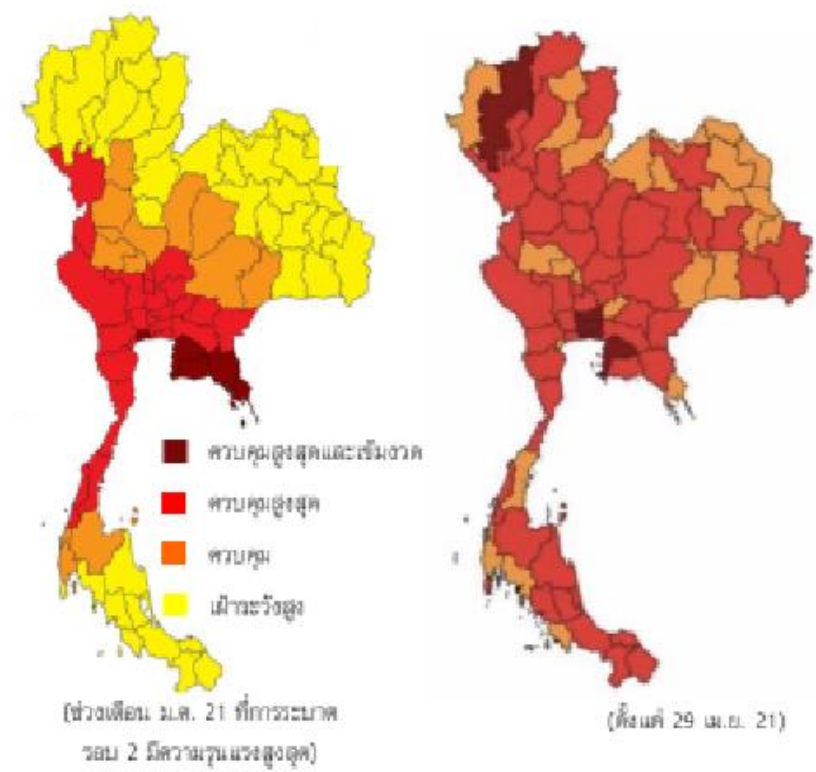 ควบคุมสูงสุดและเข้มงวด
ควบคุมสูงสุด
ควบคุม
เฝ้าระวังสูง
(ช่วงเดือน ม.ค. 21 ที่การระบาด
รอบ 2 มีความรุนแรงสูงสุด)
(ตั้งแต่ 29 เม.ย. 21)